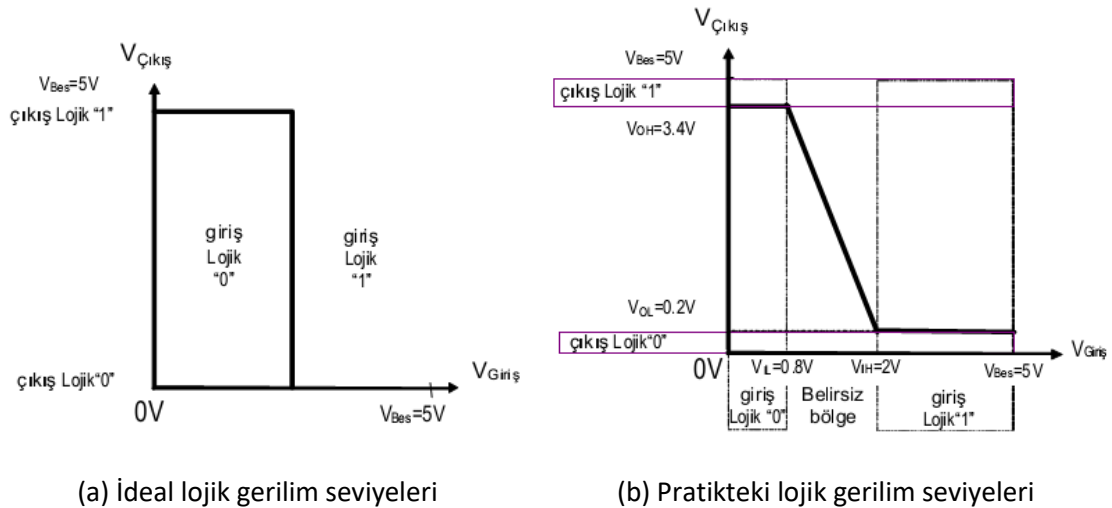 VÇıkış
VBes=5V
çıkış Lojik“1”
giriş
Lojik
“0”
giriş
Lojik
“1”
çıkış Lojik“0”
0V
VBes=5V
VGiriş
(a) İdeal lojik gerilim seviyeleri
VÇıkış
VBes=5V
çıkış Lojik “1”
VOH=3.4V
VOL=0.2V
çıkış Lojik“0”
0V
VIL=0.8V
VIH=2V
VBes=5V
VGiriş
giriş
Lojik “0”
Belirsiz
bölge
giriş
Lojik“1”
(b) Pratikteki lojik gerilim seviyeleri